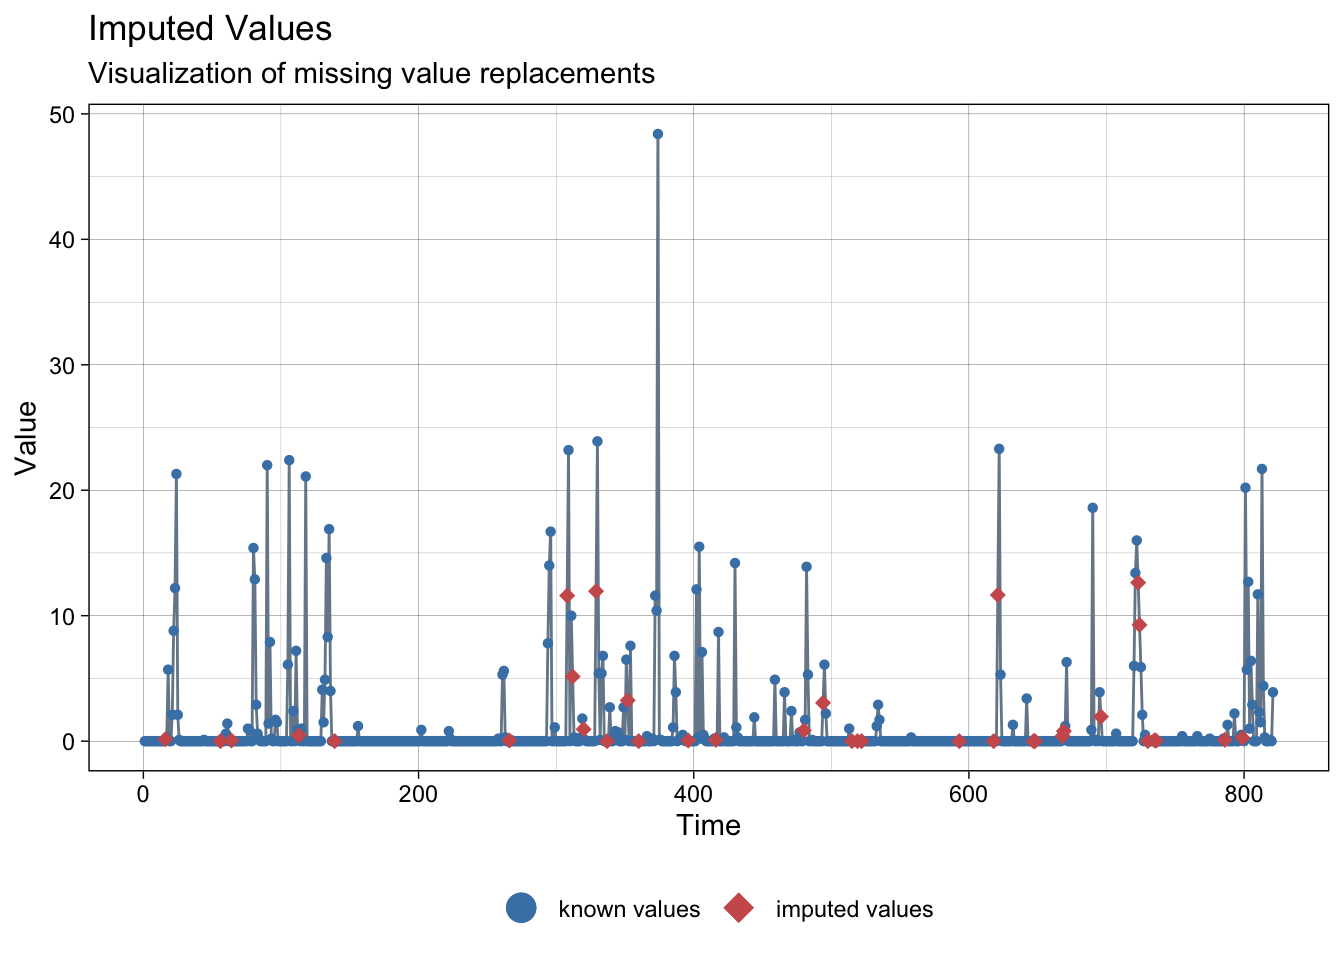 Imputed Values
Visualization of missing value replacements
50
40
30
20
10
0
Value
0 200 400 600 800
Time
known values imputed values